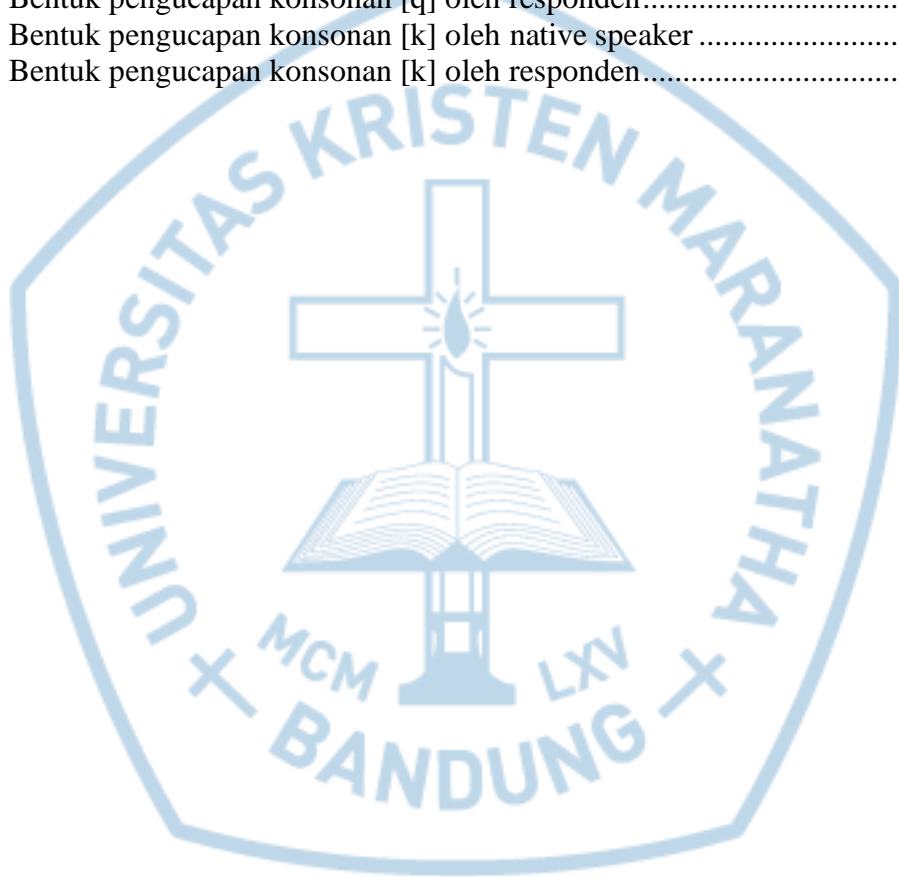 Bentuk pengucapan konsonan [q] oleh responden....................................
Bentuk pengucapan konsonan [k] oleh native speaker ............................
Bentuk pengucapan konsonan [k] oleh responden....................................
UNIVERSITAS KRISTEN MARANATHA
MCM LXV
BANDUNG